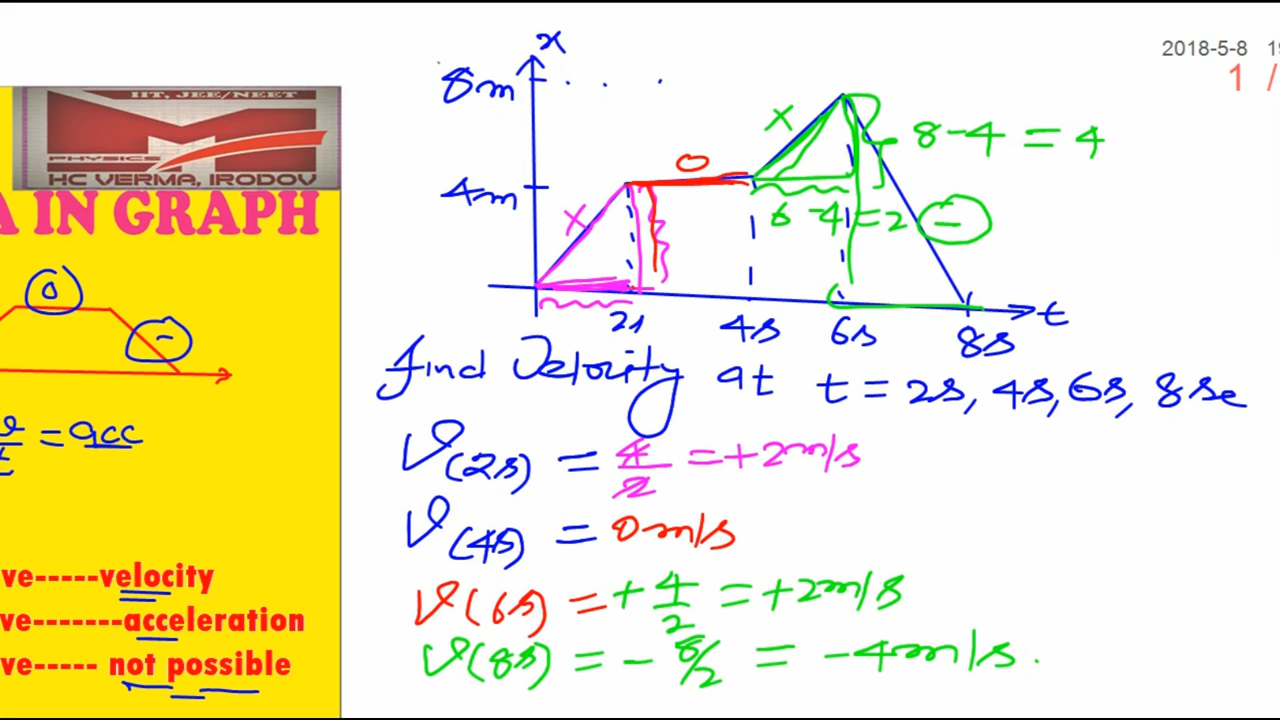 2018-5-8 19
1 /
IIT, JEE/NEET
PHYSICS
HC VERMA, IRODOV
A IN GRAPH
0
-
v/t = acc
ve-----velocity
ve-------acceleration
ve----- not possible
x
8m
4m
x
0
x
8-4 = 4
6-4=2
-
2s 4s 6s 8s t
Find Velocity at t = 2s, 4s, 6s, 8sec
V(2s) = 4/2 = +2m/s
V(4s) = 0m/s
V(6s) = +4/2 = +2m/s
V(8s) = -8/2 = -4m/s.